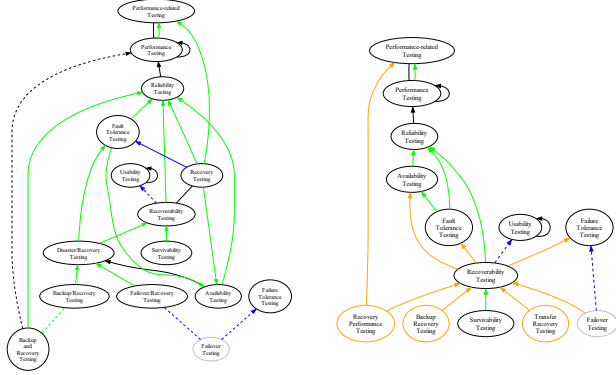 Performance-related
Testing
Performance
Testing
Reliability
Testing
Fault
Tolerance
Testing
Usability
Testing
Recovery
Testing
Recoverability
Testing
Disaster/Recovery
Testing
Survivability
Testing
Backup/Recovery
Testing
Failover/Recovery
Testing
Availability
Testing
Failure
Tolerance
Testing
Backup
and
Recovery
Testing
Failover
Testing
Performance-related
Testing
Performance
Testing
Reliability
Testing
Availability
Testing
Fault
Tolerance
Testing
Usability
Testing
Failure
Tolerance
Testing
Recoverability
Testing
Recovery
Performance
Testing
Backup
Recovery
Testing
Survivability
Testing
Transfer
Recovery
Testing
Failover
Testing